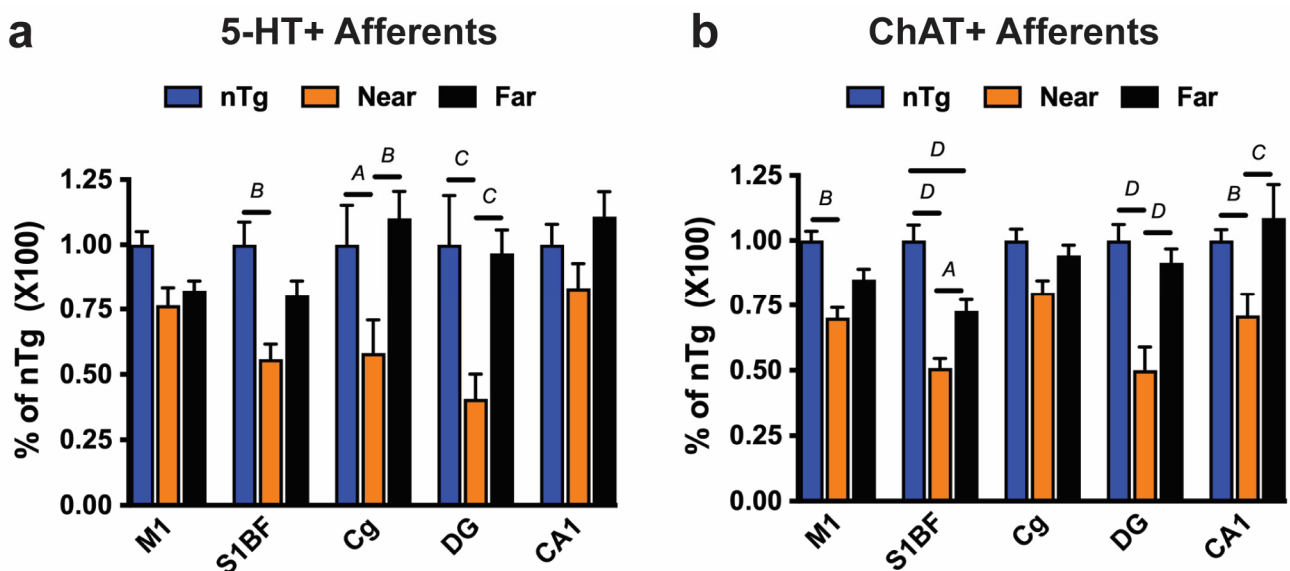 a
5-HT+ Afferents
nTg Near Far
% of nTg (X100)
1.25
1.00
0.75
0.50
0.25
0.00
B
A
B
C
C
M1
S1BF
Cg
DG
CA1
b
ChAT+ Afferents
nTg Near Far
% of nTg (X100)
1.25
1.00
0.75
0.50
0.25
0.00
B
D
D
A
D
D
B
C
M1
S1BF
Cg
DG
CA1